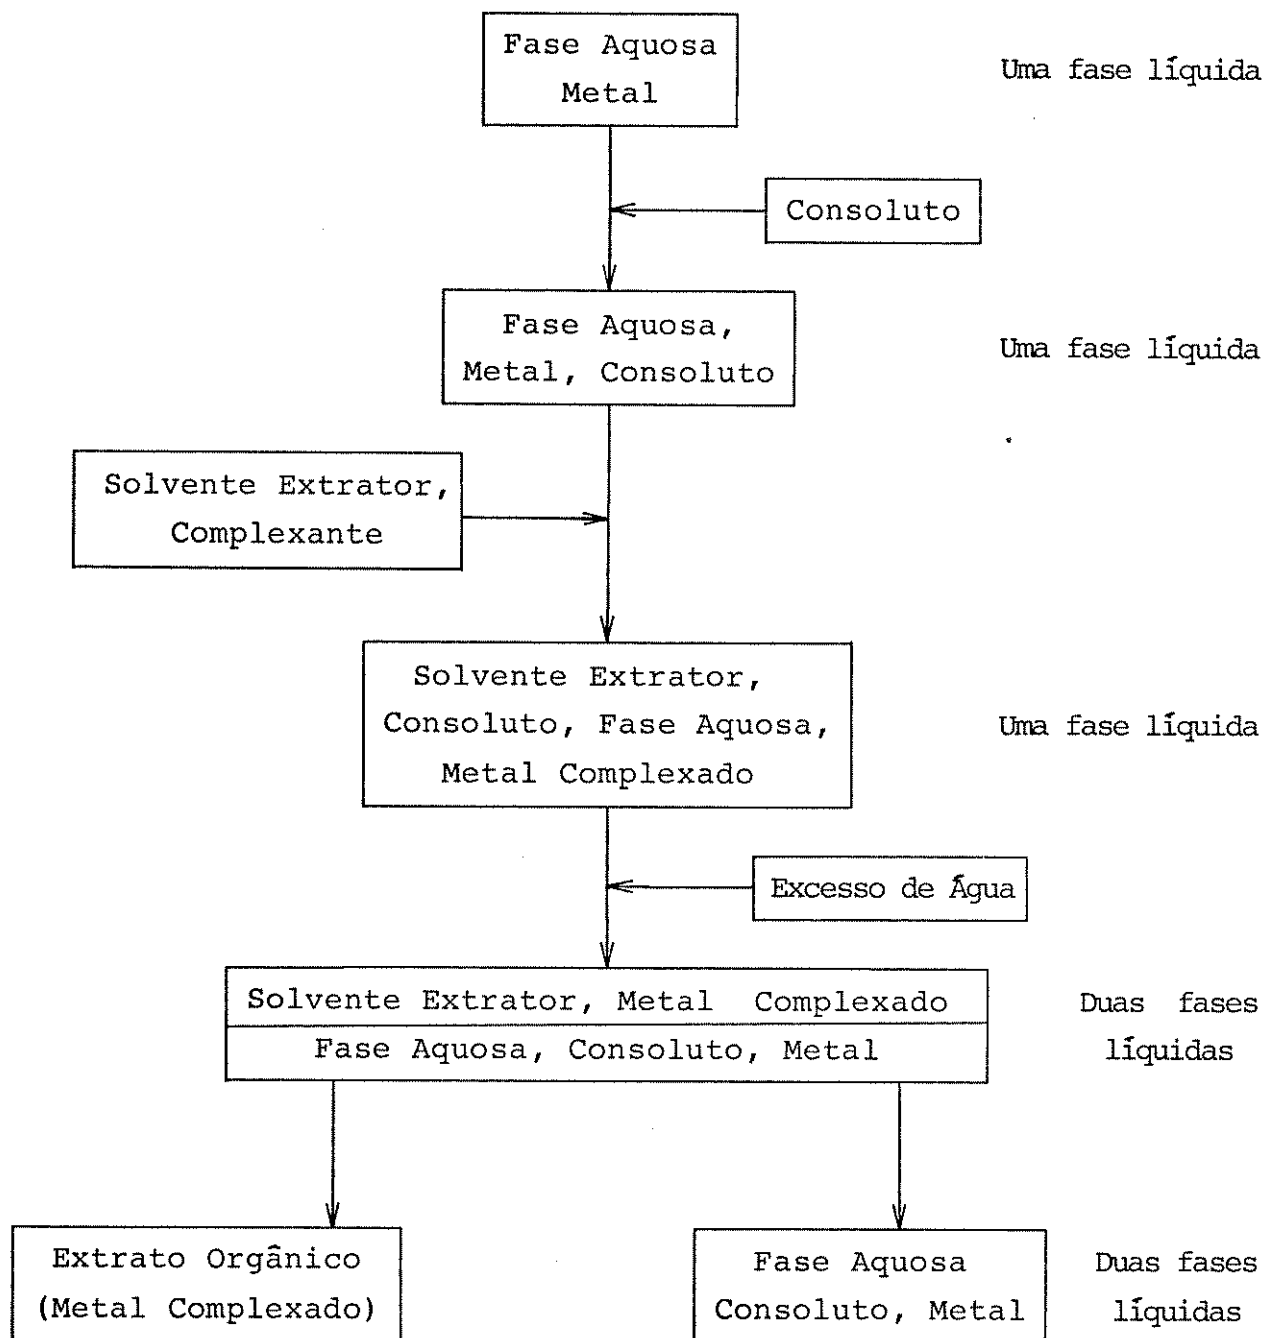 Fase Aquosa
Metal
Uma fase líquida
Consoluto
Fase Aquosa,
Metal, Consoluto
Uma fase líquida
Solvente Extrator,
Complexante
Solvente Extrator,
Consoluto, Fase Aquosa,
Metal Complexado
Uma fase líquida
Excesso de Água
Solvente Extrator, Metal Complexado
Fase Aquosa, Consoluto, Metal
Duas fases
líquidas
Extrato Orgânico
(Metal Complexado)
Fase Aquosa
Consoluto, Metal
Duas fases
líquidas